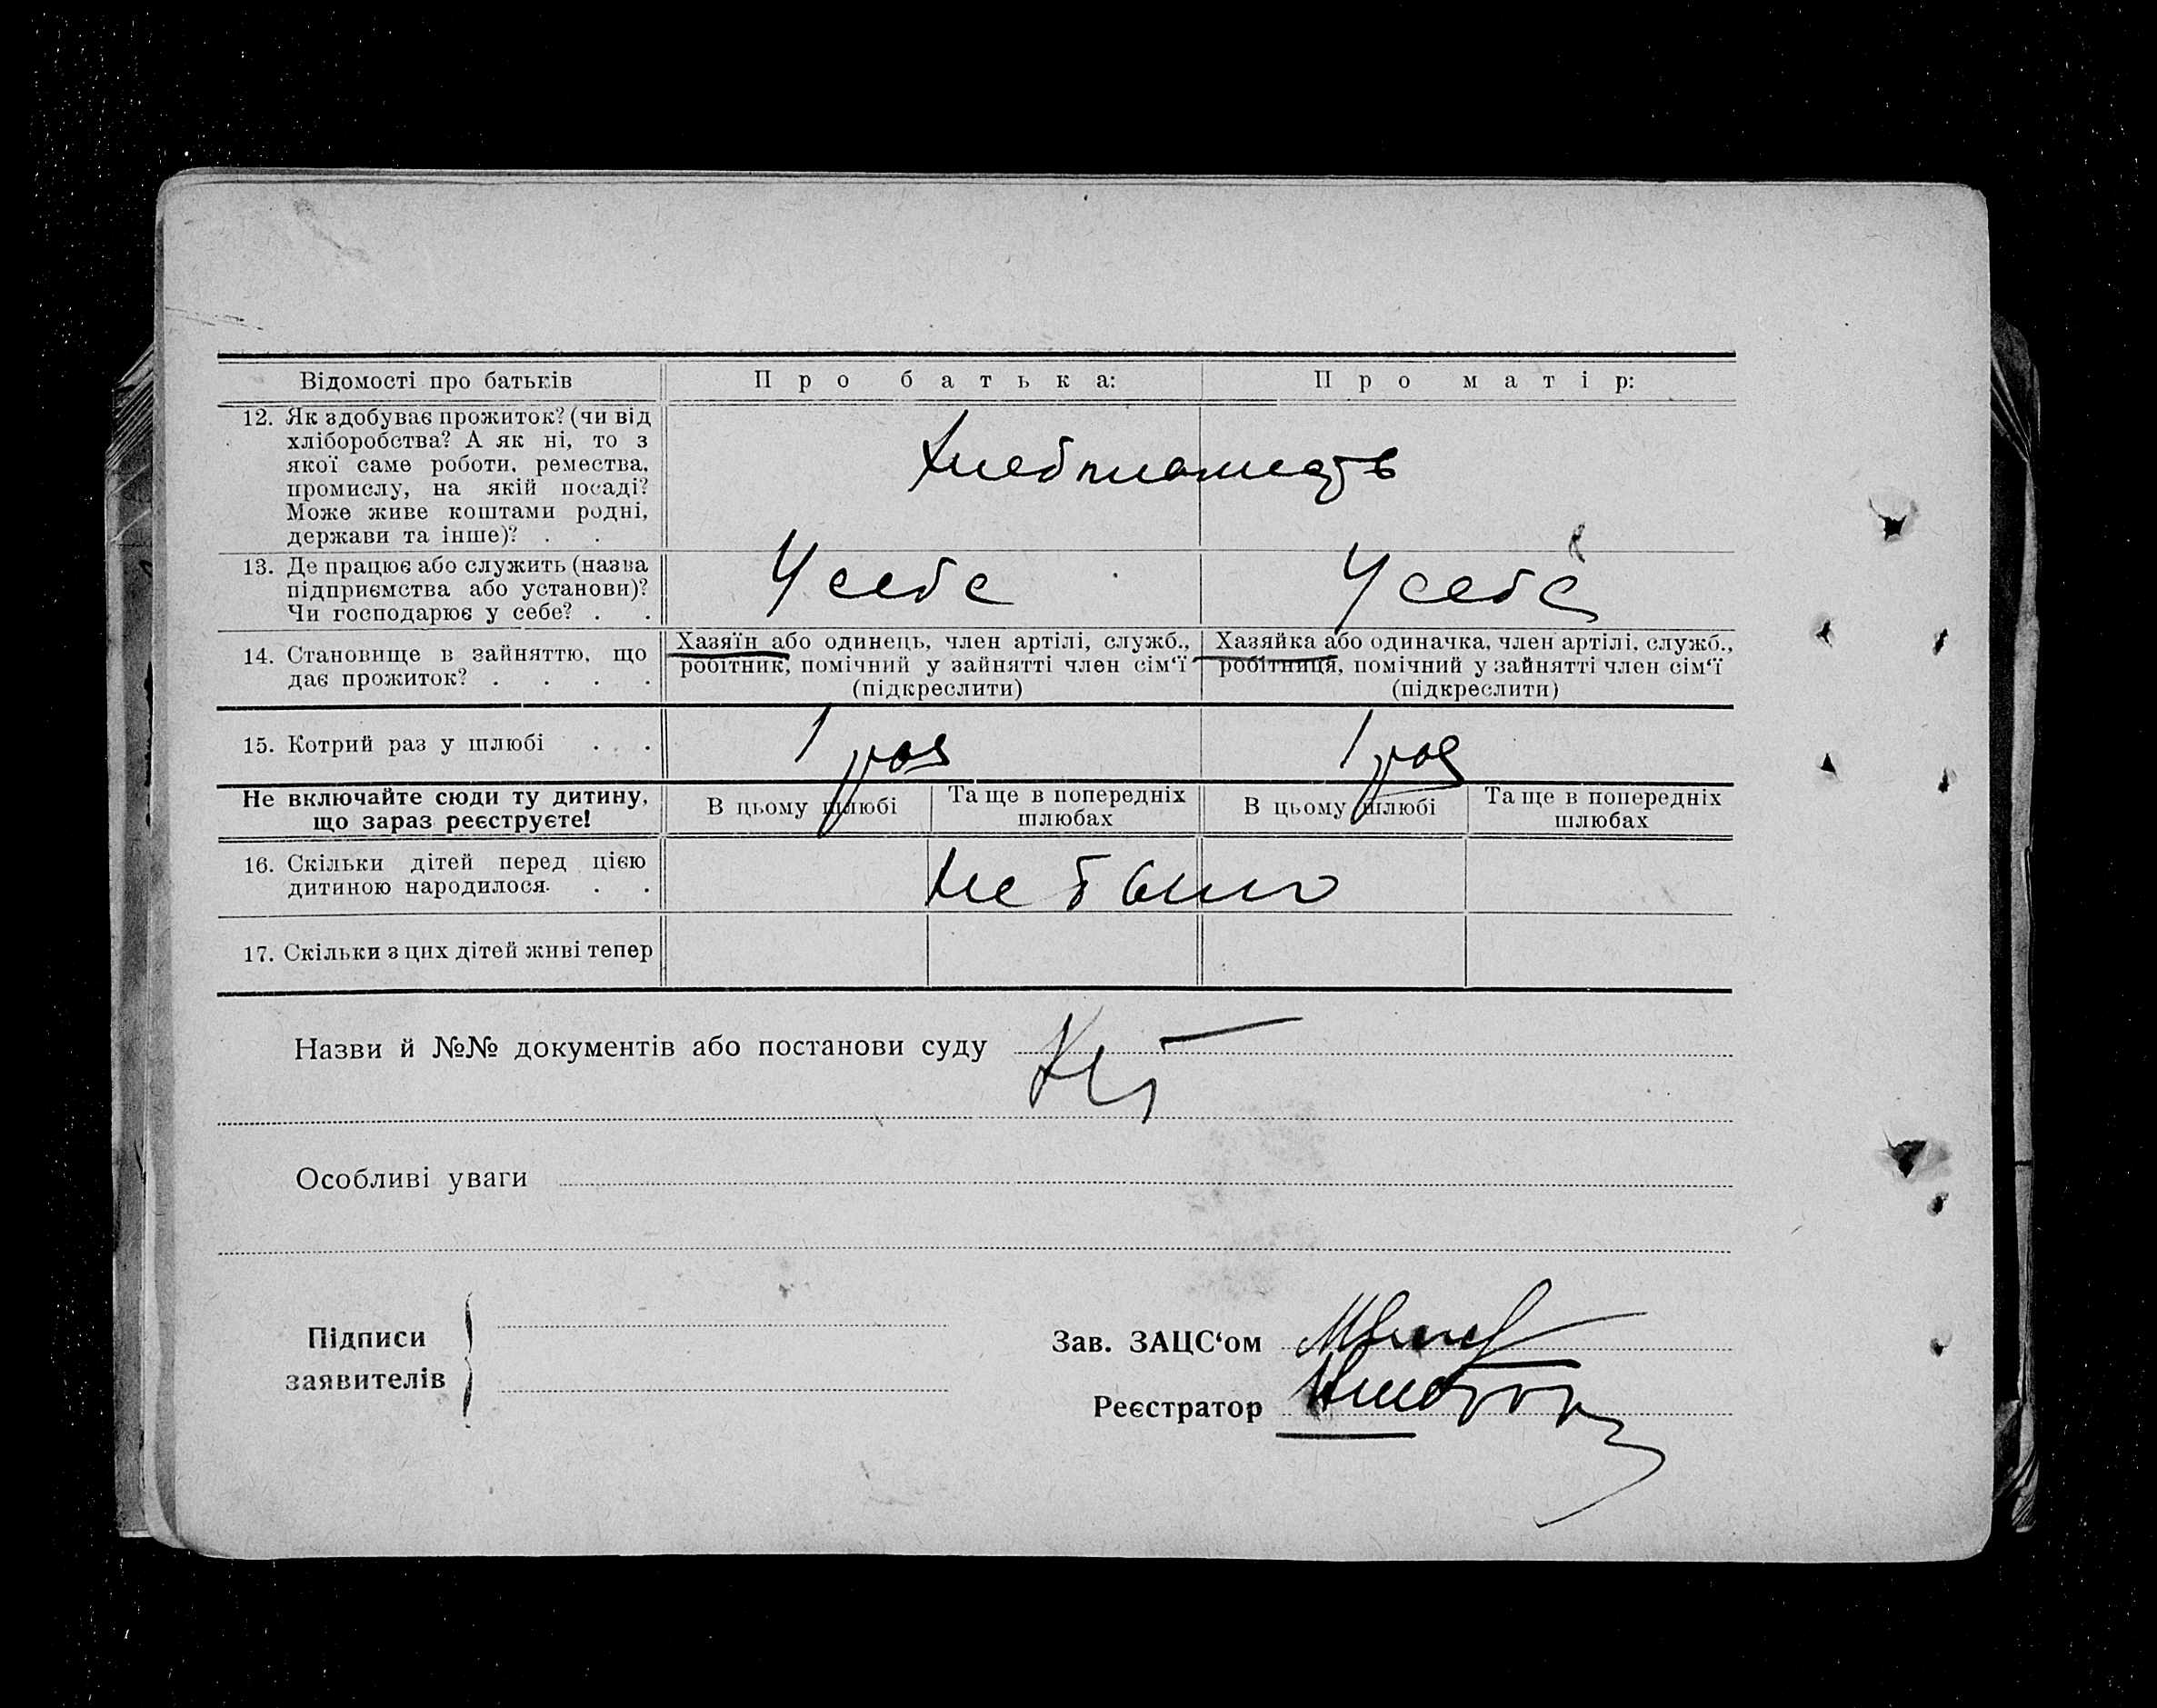 Відомості про батьків
Про батька:
Про матір:
12. Як здобуває прожиток? (чи від
хліборобства? А як ні, то з
якої саме роботи, ремества,
промислу, на якій посаді?
Може живе коштами родні,
держави та інше)? . .
13. Де працює або служить (назва
підприємства або установи)?
Чи господарює у себе? . .
У себе
У себе
14. Становище в зайняттю, що
дає прожиток? . . . .
Хазяїн або одинець, член артілі, служб.,
робітник, помічний у зайнятті член сім'ї
(підкреслити)
Хазяйка або одиначка, член артілі, служб.,
робітниця, помічний у зайнятті член сім'ї
(підкреслити)
15. Котрий раз у шлюбі . .
1 раз
1 раз
Не включайте сюди ту дитину,
що зараз реєструєте!
В цьому шлюбі
Та ще в попередніх
шлюбах
В цьому шлюбі
Та ще в попередніх
шлюбах
16. Скільки дітей перед цією
дитиною народилося. . .
не было
17. Скільки з цих дітей живі тепер
Назви й №№ документів або постанови суду
Особливі уваги
Підписи
заявителів
Зав. ЗАЦС'ом
Реєстратор